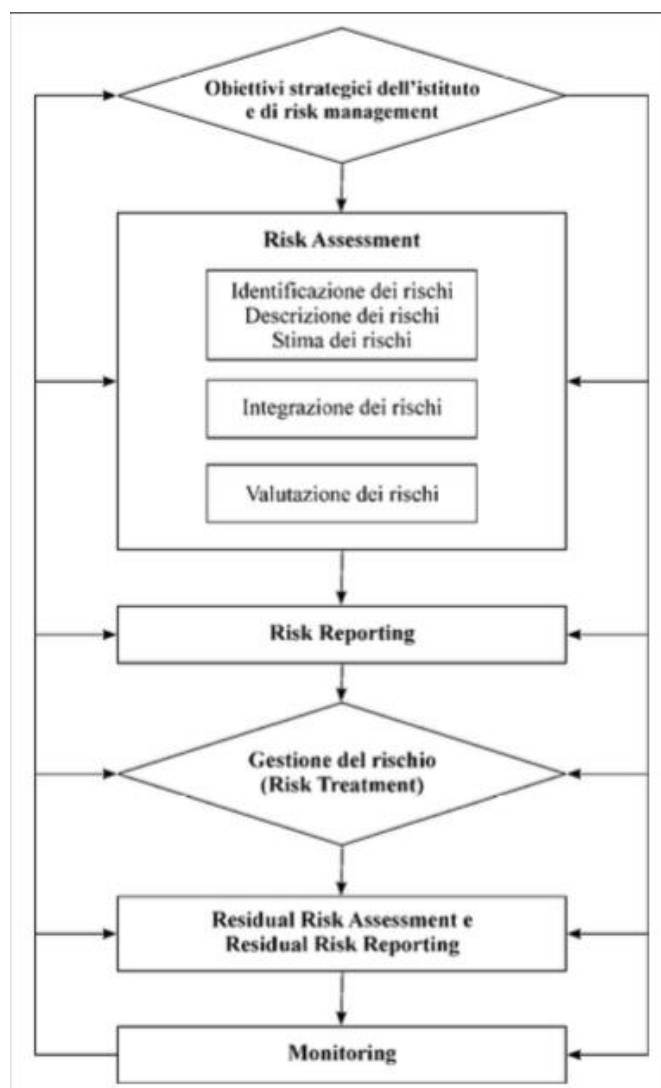 Obiettivi strategici dell'istituto
e di risk management
Risk Assessment
Identificazione dei rischi
Descrizione dei rischi
Stima dei rischi
Integrazione dei rischi
Valutazione dei rischi
Risk Reporting
Gestione del rischio
(Risk Treatment)
Residual Risk Assessment e
Residual Risk Reporting
Monitoring